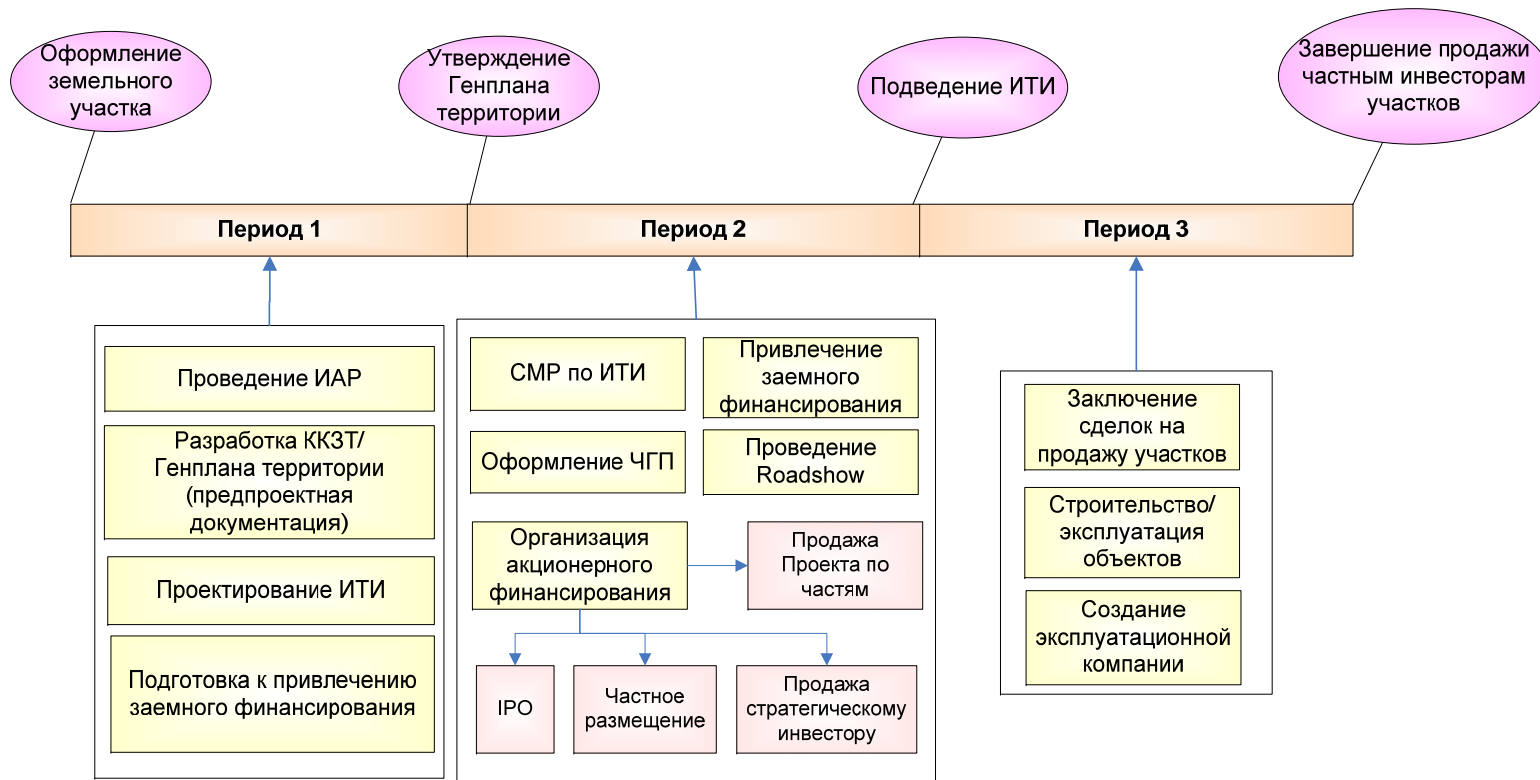 Оформление
земельного
участка
Утверждение
Генплана
территории
Подведение ИТИ
Завершение продажи
частным инвесторам
участков
Период 1
Период 2
Период 3
Проведение ИАР
Разработка ККЗТ/
Генплана территории
(предпроектная
документация)
Проектирование ИТИ
Подготовка к привлечению
заемного финансирования
СМР по ИТИ
Привлечение
заемного
финансирования
Оформление ЧГП
Проведение
Roadshow
Организация
акционерного
финансирования
Продажа
Проекта по
частям
IPO
Частное
размещение
Продажа
стратегическому
инвестору
Заключение
сделок на
продажу участков
Строительство/
эксплуатация
объектов
Создание
эксплуатационной
компании